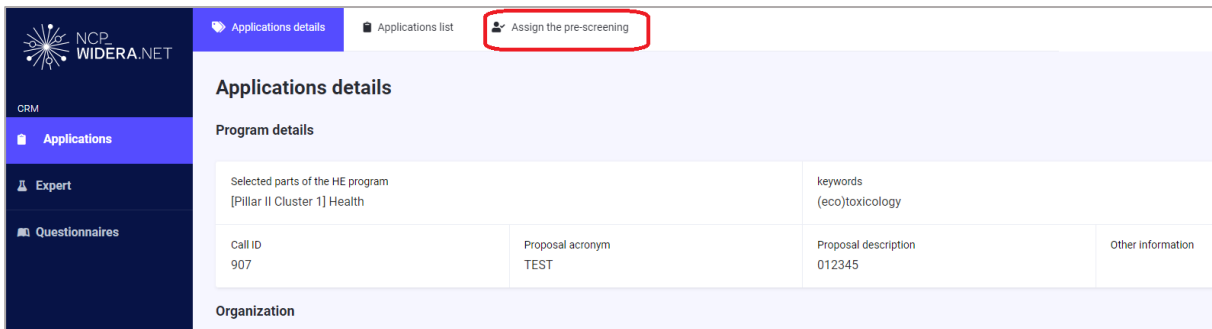 NCP_
WIDERA.NET
CRM
Applications
Expert
Questionnaires
Applications details
Applications list
Assign the pre-screening
Applications details
Program details
Selected parts of the HE program
[Pillar II Cluster 1] Health
keywords
(eco)toxicology
Call ID
907
Proposal acronym
TEST
Proposal description
012345
Other information
Organization